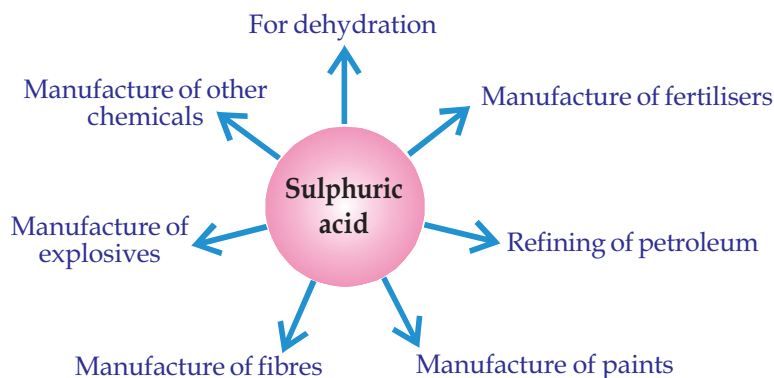 For dehydration
Manufacture of other
chemicals
Manufacture of fertilisers
Sulphuric
acid
Manufacture of
explosives
Refining of petroleum
Manufacture of fibres
Manufacture of paints